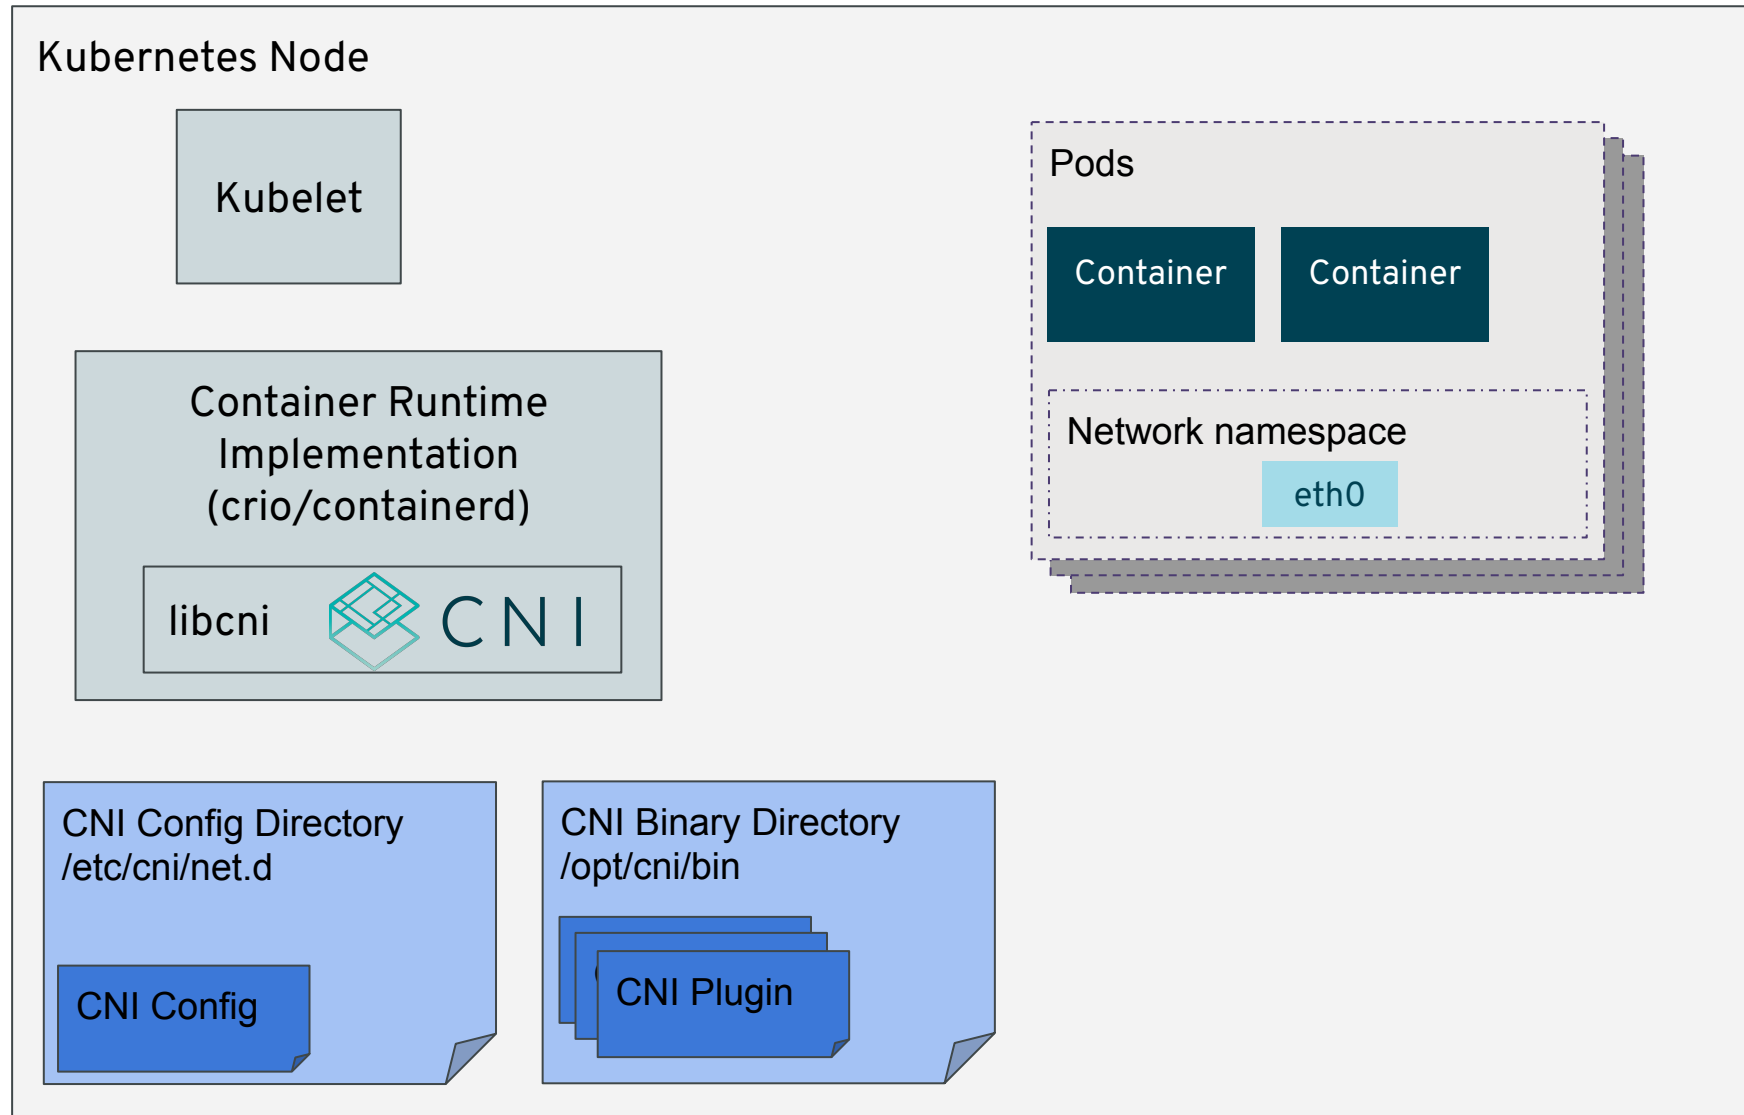 Kubernetes Node
Kubelet
Pods
Container
Container
Network namespace
eth0
Container Runtime
Implementation
(crio/containerd)
libcni
CNI
CNI Config Directory
/etc/cni/net.d
CNI Config
CNI Binary Directory
/opt/cni/bin
CNI Plugin